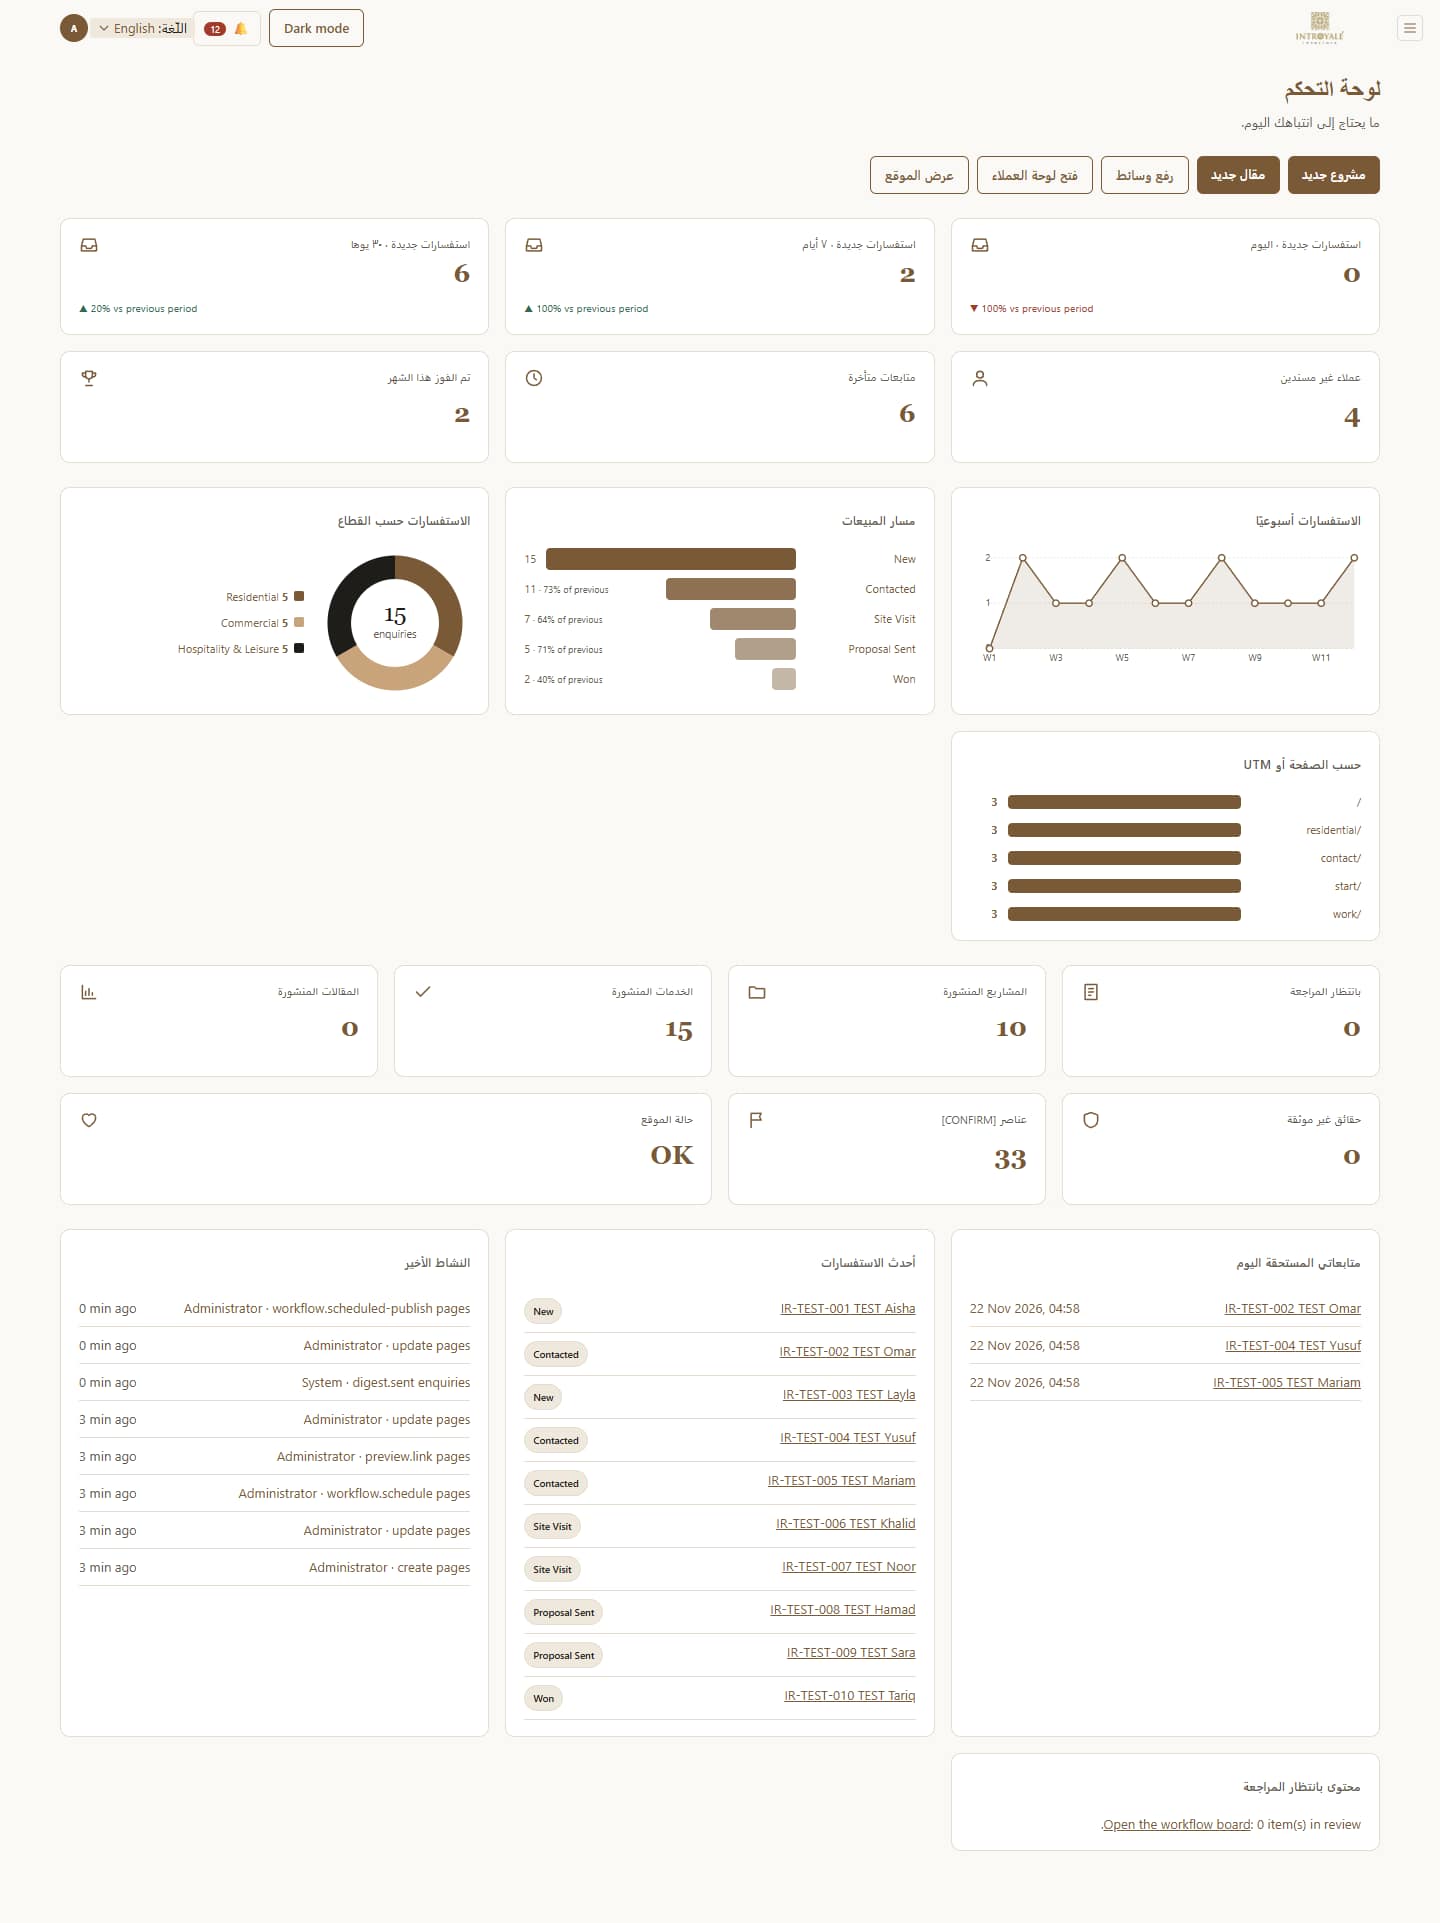 INTROYALÉ
Dark mode
12
اللّغة: English
A
لوحة التحكم
ما يحتاج إلى انتباهك اليوم.
مشروع جديد
مقال جديد
رفع وسائط
فتح لوحة العملاء
عرض الموقع
استفسارات جديدة · اليوم
0
▼ 100% vs previous period
استفسارات جديدة · ٧ أيام
2
▲ 100% vs previous period
استفسارات جديدة · ٣٠ يومًا
6
▲ 20% vs previous period
عملاء غير مسندين
4
متابعات متأخرة
6
تم الفوز هذا الشهر
2
الاستفسارات أسبوعيًا
2
1
0
W1 W3 W5 W7 W9 W11
مسار المبيعات
New 15
Contacted 11 · 73% of previous
Site Visit 7 · 64% of previous
Proposal Sent 5 · 71% of previous
Won 2 · 40% of previous
الاستفسارات حسب القطاع
15
enquiries
Residential 5
Commercial 5
Hospitality & Leisure 5
حسب الصفحة أو UTM
/ 3
residential/ 3
contact/ 3
start/ 3
work/ 3
بانتظار المراجعة
0
المشاريع المنشورة
10
الخدمات المنشورة
15
المقالات المنشورة
0
حقائق غير موثقة
0
عناصر [CONFIRM]
33
حالة الموقع
OK
متابعاتي المستحقة اليوم
IR-TEST-002 TEST Omar 22 Nov 2026, 04:58
IR-TEST-004 TEST Yusuf 22 Nov 2026, 04:58
IR-TEST-005 TEST Mariam 22 Nov 2026, 04:58
أحدث الاستفسارات
IR-TEST-001 TEST Aisha New
IR-TEST-002 TEST Omar Contacted
IR-TEST-003 TEST Layla New
IR-TEST-004 TEST Yusuf Contacted
IR-TEST-005 TEST Mariam Contacted
IR-TEST-006 TEST Khalid Site Visit
IR-TEST-007 TEST Noor Site Visit
IR-TEST-008 TEST Hamad Proposal Sent
IR-TEST-009 TEST Sara Proposal Sent
IR-TEST-010 TEST Tariq Won
النشاط الأخير
Administrator · workflow.scheduled-publish pages 0 min ago
Administrator · update pages 0 min ago
System · digest.sent enquiries 0 min ago
Administrator · update pages 3 min ago
Administrator · preview.link pages 3 min ago
Administrator · workflow.schedule pages 3 min ago
Administrator · update pages 3 min ago
Administrator · create pages 3 min ago
محتوى بانتظار المراجعة
.Open the workflow board: 0 item(s) in review